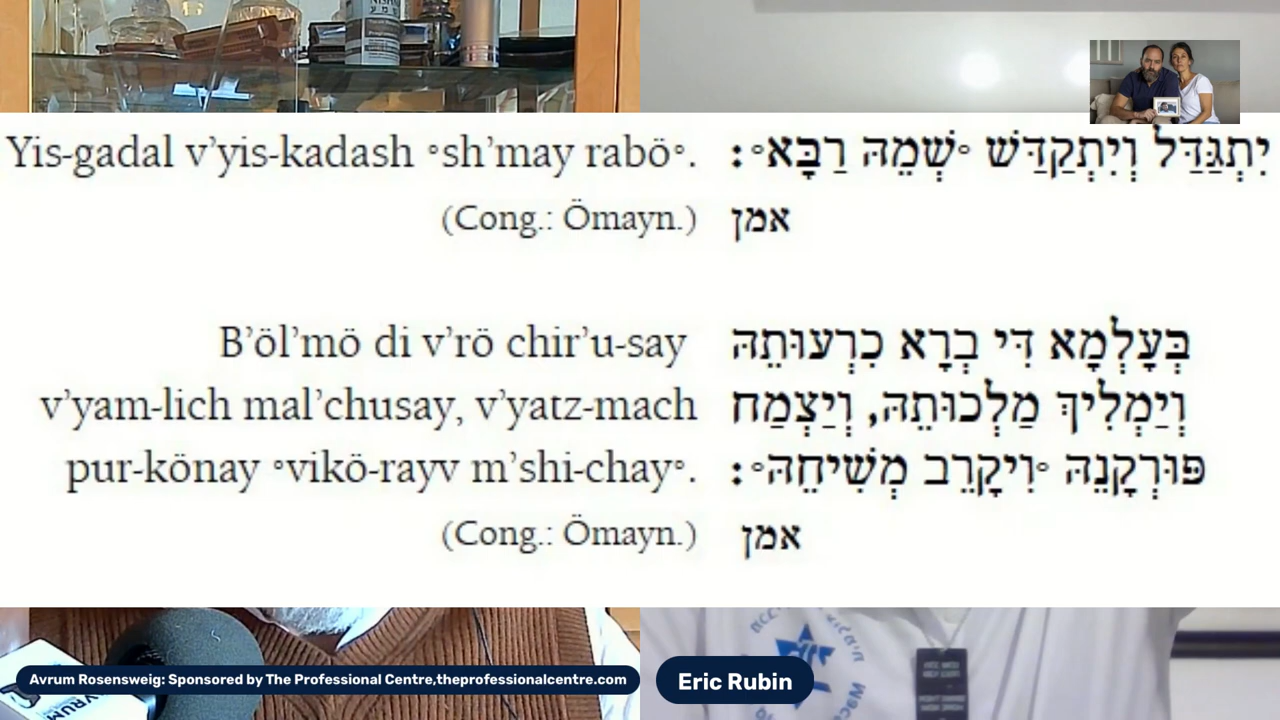 Yis-gadal v’yis-kadash °sh’may rabö°.
יִתְגַּדַּל וְיִתְקַדַּשׁ ◦שְׁמֵהּ רַבָּא◦:
(Cong.: Ömayn.)
אמן
B’öl’mö di v’rö chir’u-say
בְּעָלְמָא דִּי בְרָא כִרְעוּתֵהּ
v’yam-lich mal’chusay, v’yatz-mach
וְיַמְלִיךְ מַלְכוּתֵהּ, וְיַצְמַח
pur-könay °vikö-rayv m’shi-chay°.
פּוּרְקָנֵהּ ◦וִיקָרֵב מְשִׁיחֵהּ◦:
(Cong.: Ömayn.)
אמן
Avrum Rosensweig: Sponsored by The Professional Centre,theprofessionalcentre.com
Eric Rubin